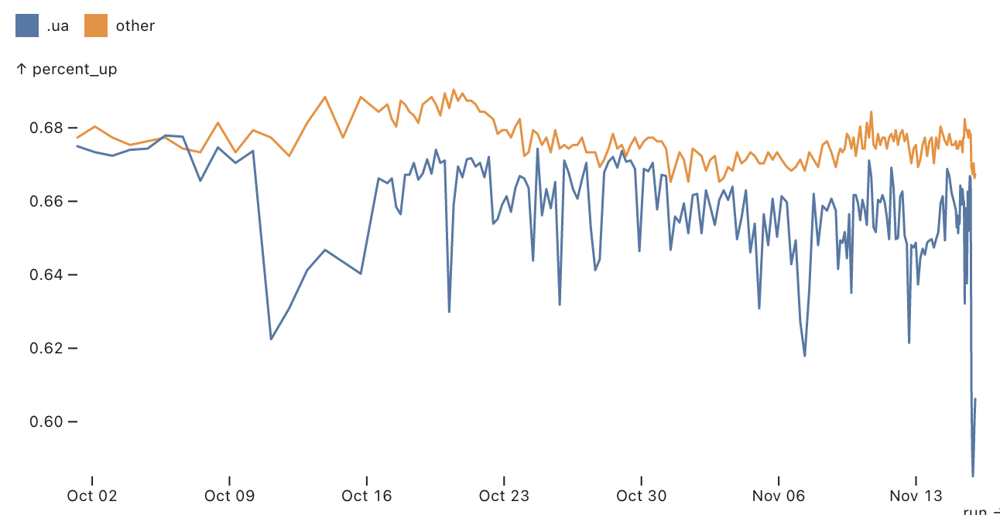 .ua other
↑ percent_up
0.68
0.66
0.64
0.62
0.60
Oct 02 Oct 09 Oct 16 Oct 23 Oct 30 Nov 06 Nov 13
run →